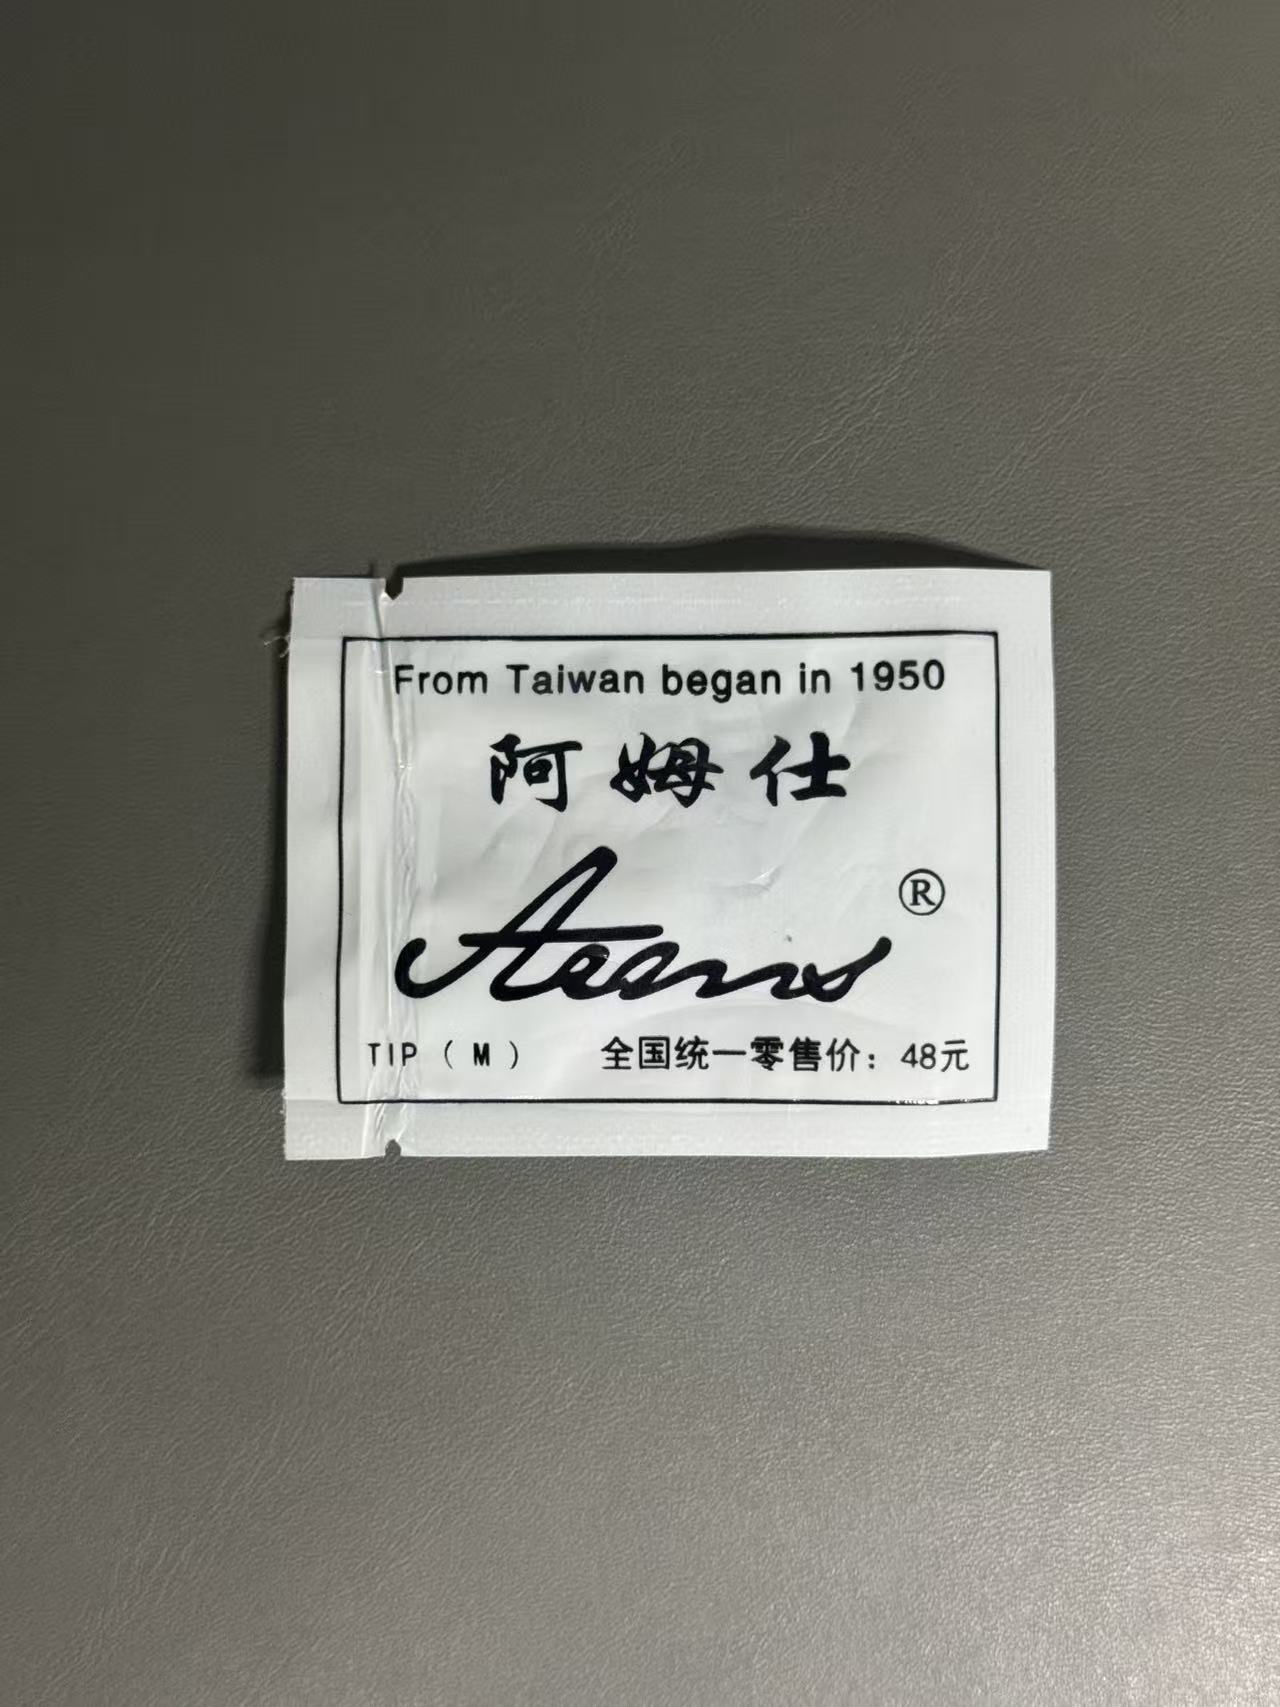 From Taiwan began in 1950
阿姆仕
Aeams
®
TIP（M） 全国统一零售价：48元